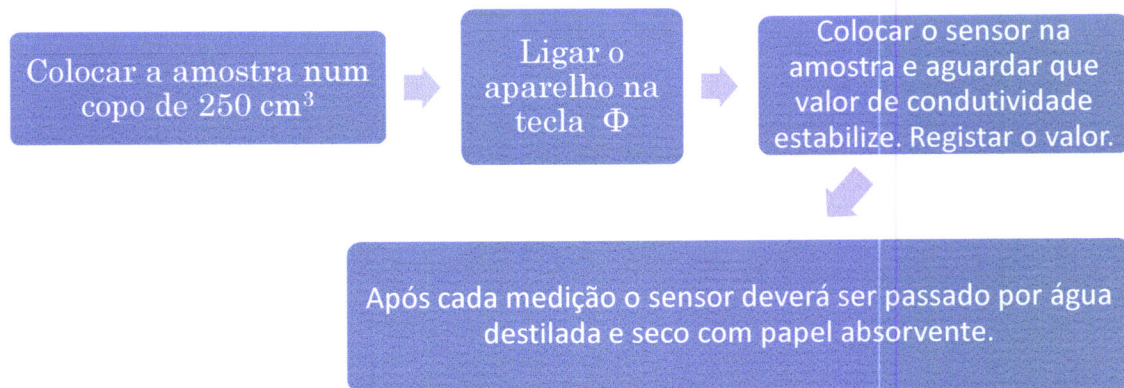 Colocar a amostra num
copo de 250 cm³
Ligar o
aparelho na
tecla Φ
Colocar o sensor na
amostra e aguardar que
valor de condutividade
estabilize. Registar o valor.
Após cada medição o sensor deverá ser passado por água
destilada e seco com papel absorvente.